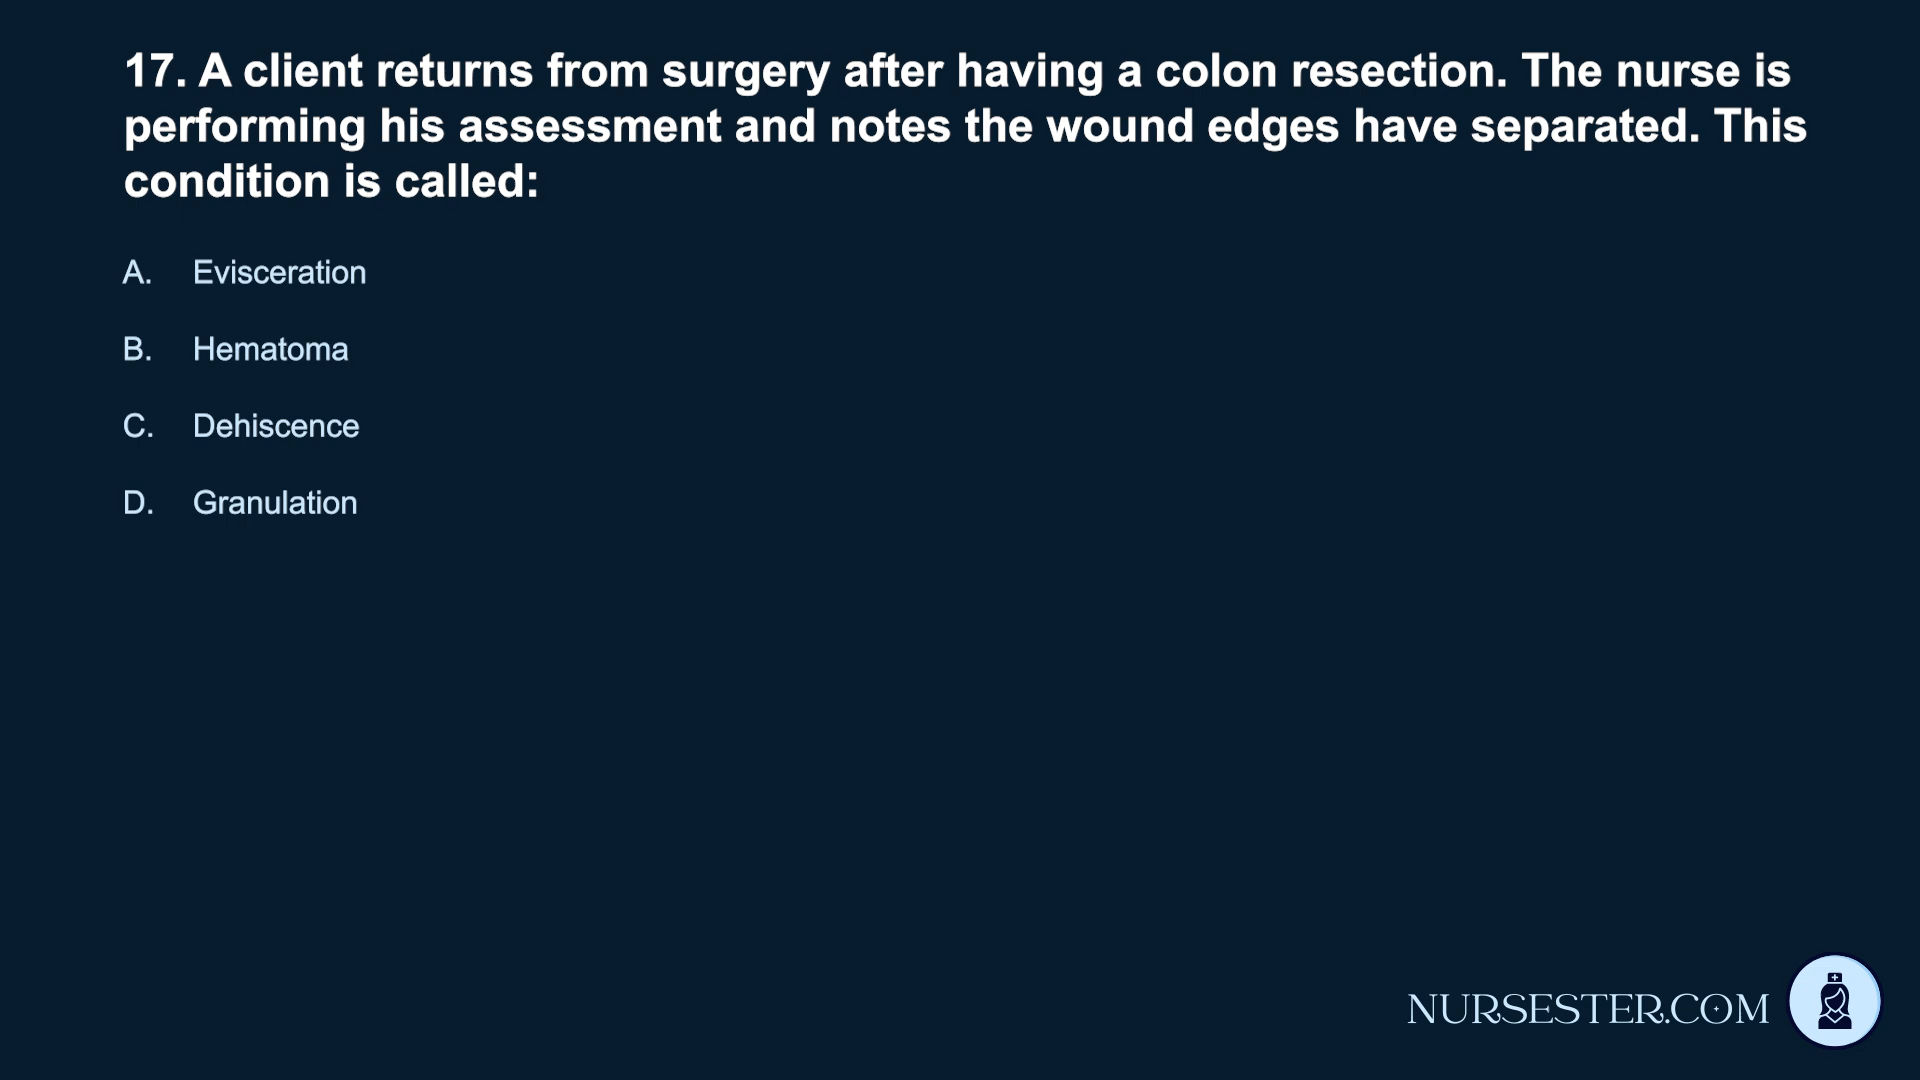 17. A client returns from surgery after having a colon resection. The nurse is
performing his assessment and notes the wound edges have separated. This
condition is called:
A. Evisceration
B. Hematoma
C. Dehiscence
D. Granulation
NURSESTER.COM